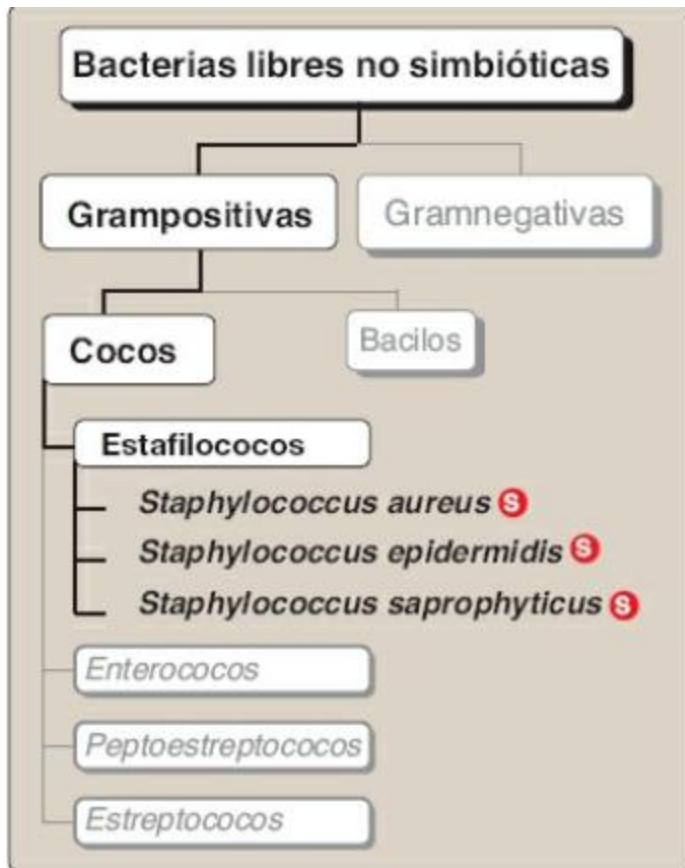 Bacterias libres no simbióticas
Grampositivas
Gramnegativas
Cocos
Bacilos
Estafilococos
Staphylococcus aureus S
Staphylococcus epidermidis S
Staphylococcus saprophyticus S
Enterococos
Peptoestreptococos
Estreptococos